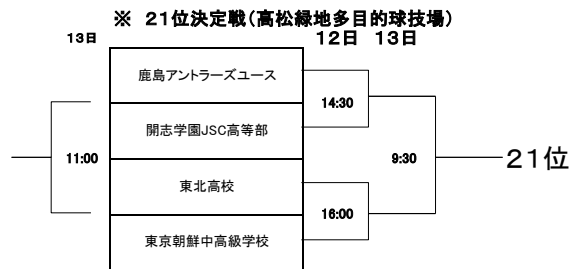 ※ 21位決定戦(高松緑地多目的球技場)
13日 12日 13日
鹿島アントラーズユース
14:30
開志学園JSC高等部
11:00 9:30 21位
東北高校
16:00
東京朝鮮中高級学校